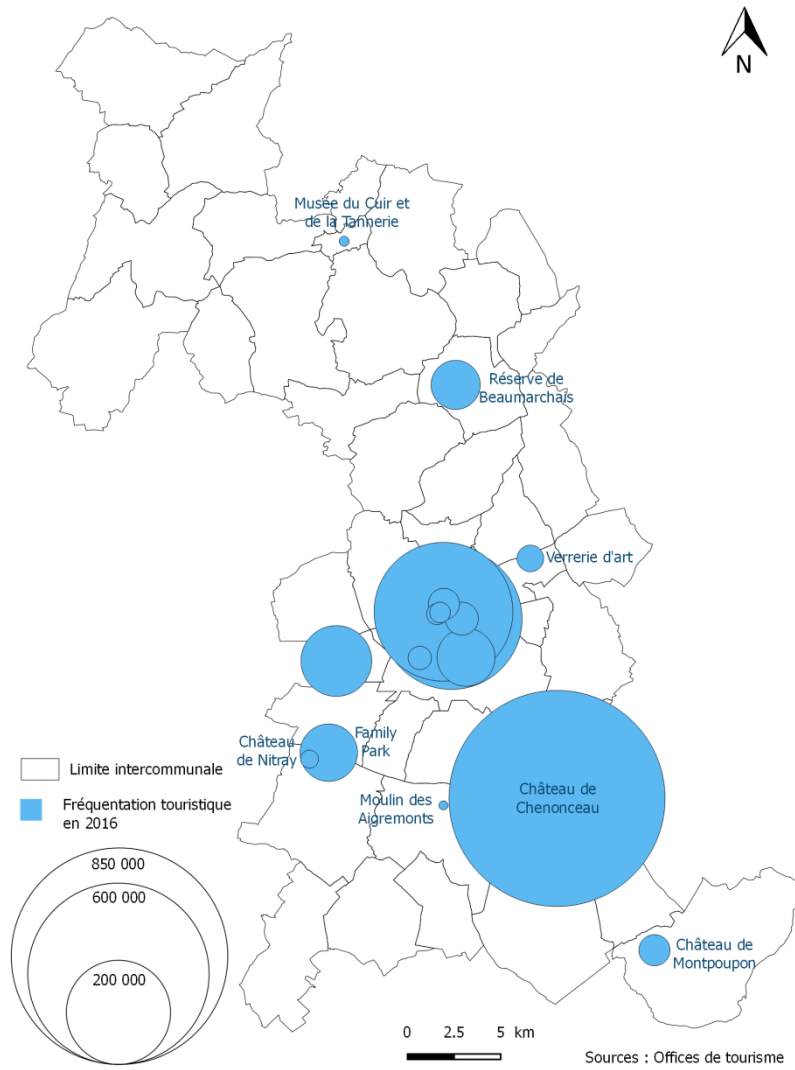 N
Musée du Cuir et
de la Tannerie
Réserve de
Beaumarchais
Verrerie d'art
Château
de Nitray
Family
Park
Limite intercommunale
Château de
Chenonceau
Fréquentation touristique
en 2016
Moulin des
Aigremonts
850 000
600 000
200 000
Château de
Montpoupon
0 2.5 5 km
Sources : Offices de tourisme